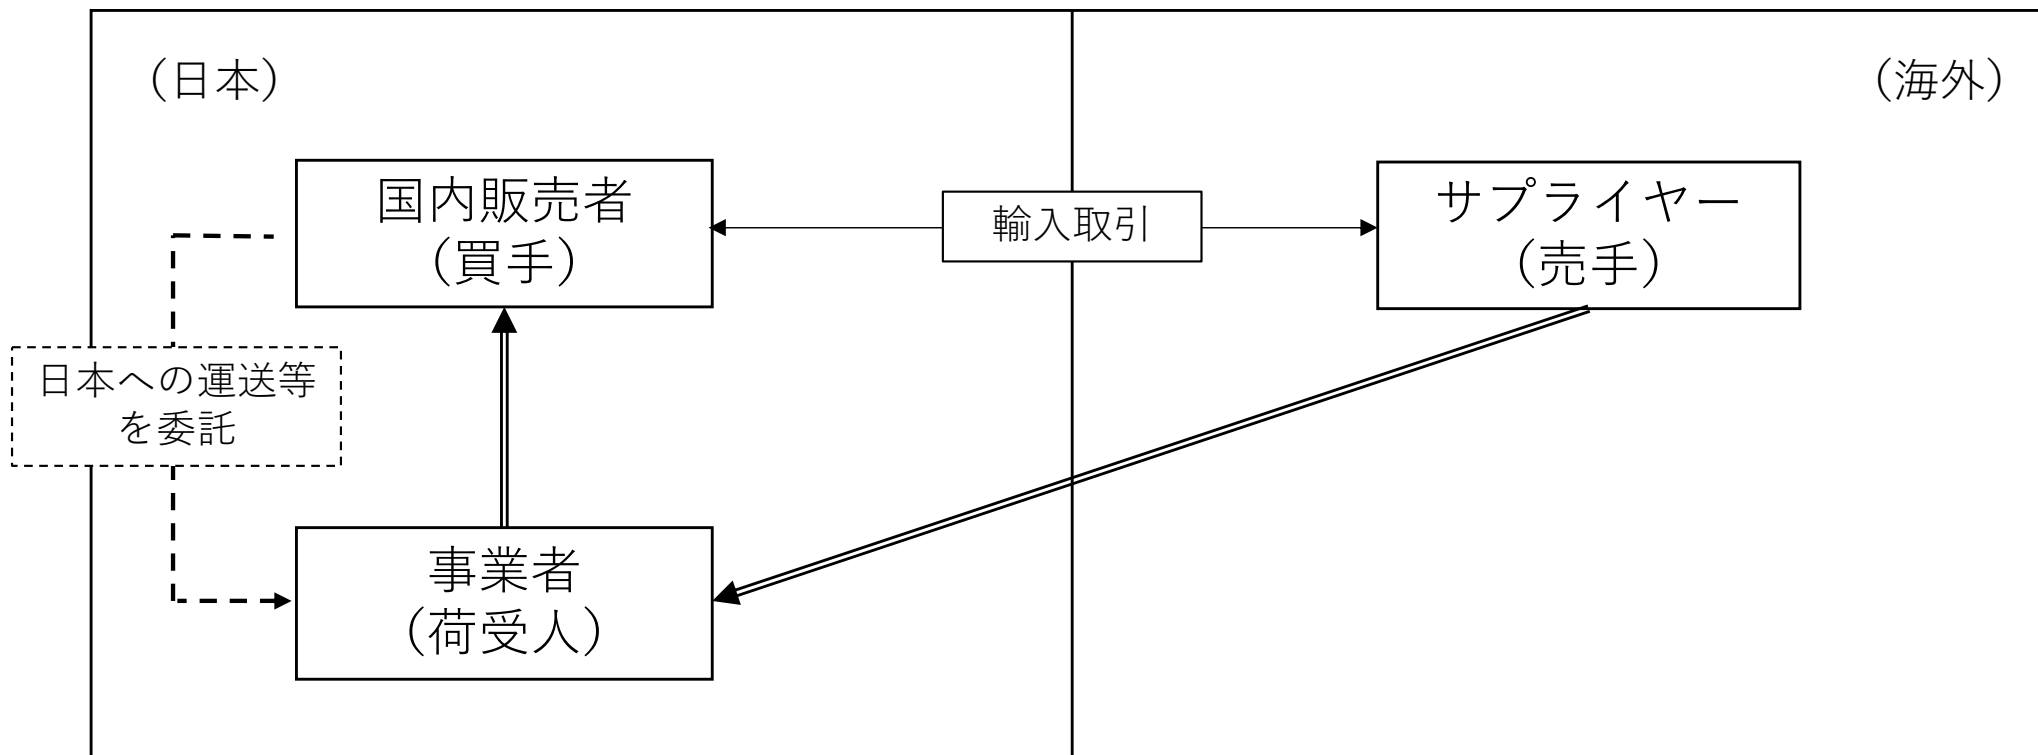 （日本）
（海外）
国内販売者
（買手）
輸入取引
サプライヤー
（売手）
日本への運送等
を委託
事業者
（荷受人）